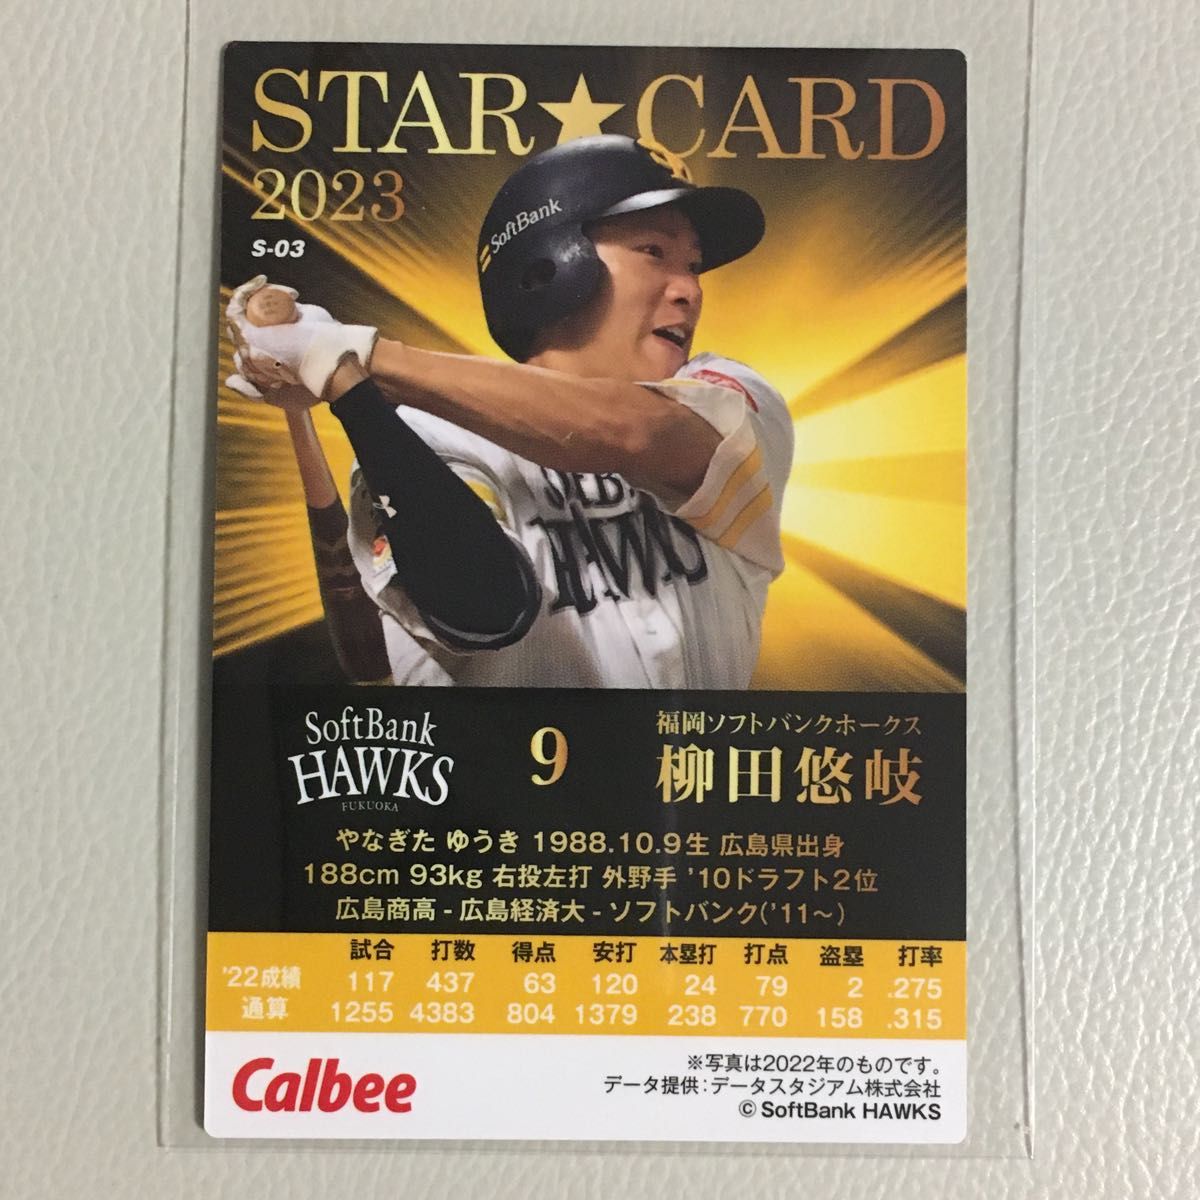 STAR★CARD
2023
S-03
SoftBank
HAWKS
SoftBank
HAWKS
FUKUOKA
9
福岡ソフトバンクホークス
柳田悠岐
やなぎた ゆうき 1988.10.9生 広島県出身
188cm 93kg 右投左打 外野手 '10ドラフト2位
広島商高-広島経済大-ソフトバンク('11～)
試合 打数 得点 安打 本塁打 打点 盗塁 打率
'22成績 117 437 63 120 24 79 2 .275
通算 1255 4383 804 1379 238 770 158 .315
Calbee
※写真は2022年のものです。
データ提供:データスタジアム株式会社
© SoftBank HAWKS